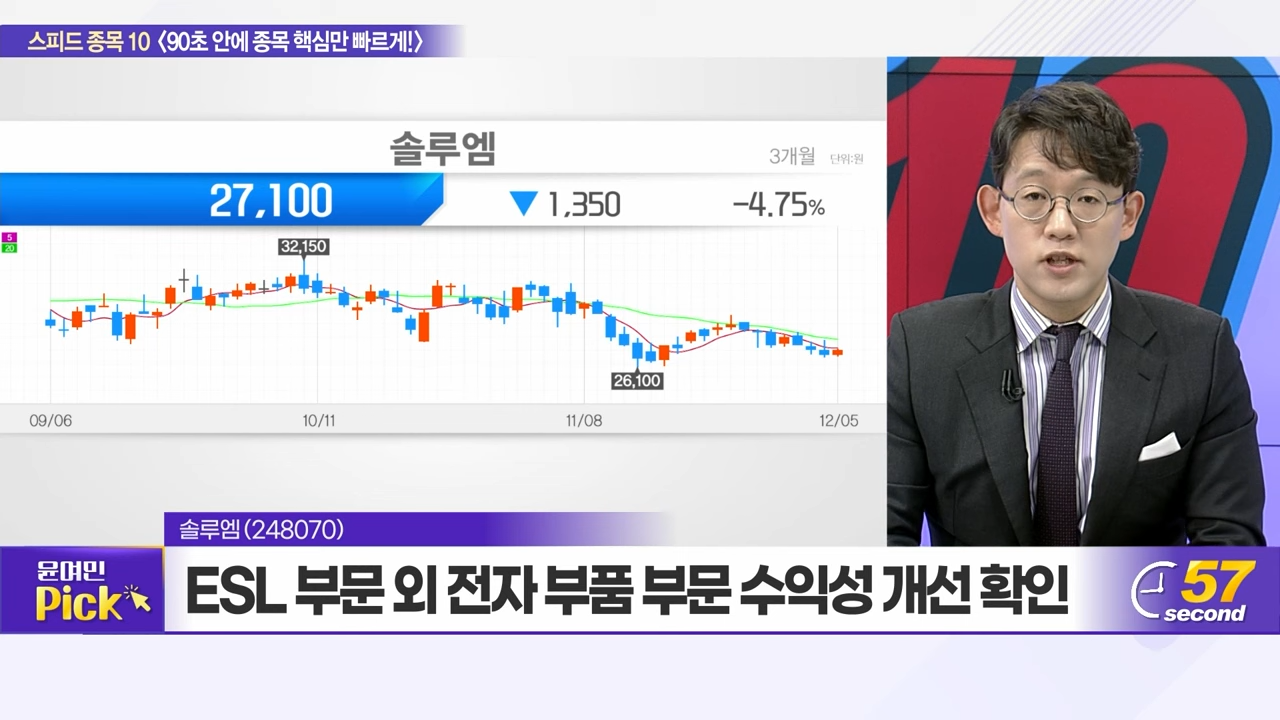 스피드 종목 10 〈90초 안에 종목 핵심만 빠르게!〉
솔루엠
3개월 단위:원
27,100 ▼ 1,350 -4.75%
5
20
32,150
26,100
09/06 10/11 11/08 12/05
10
솔루엠(248070)
윤여민
Pick
ESL 부문 외 전자 부품 부문 수익성 개선 확인
57
second